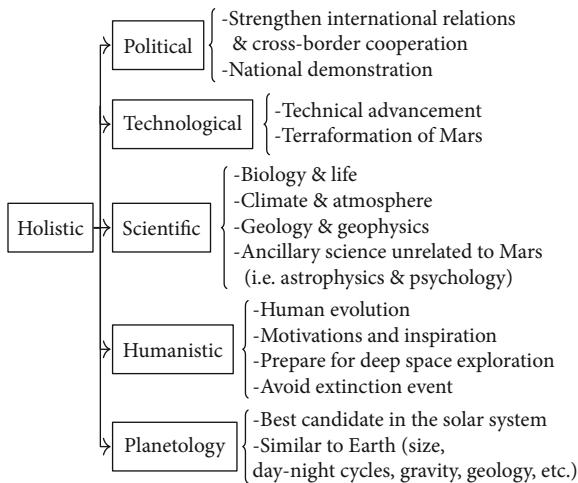 Holistic
Political
-Strengthen international relations
& cross-border cooperation
-National demonstration
Technological
-Technical advancement
-Terraformation of Mars
Scientific
-Biology & life
-Climate & atmosphere
-Geology & geophysics
-Ancillary science unrelated to Mars
(i.e. astrophysics & psychology)
Humanistic
-Human evolution
-Motivations and inspiration
-Prepare for deep space exploration
-Avoid extinction event
Planetology
-Best candidate in the solar system
-Similar to Earth (size,
day-night cycles, gravity, geology, etc.)